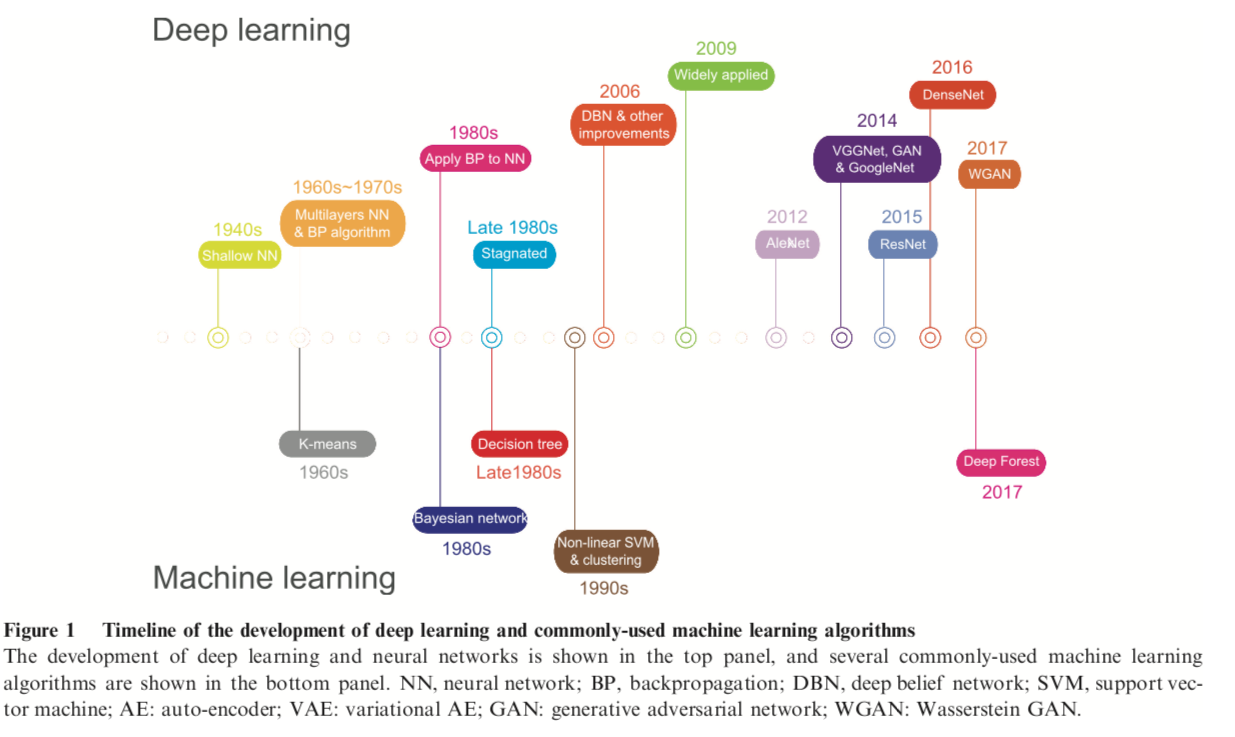 Deep learning
2009
Widely applied
2016
DenseNet
2006
DBN & other
improvements
2014
VGGNet, GAN
& GoogleNet
1980s
Apply BP to NN
2017
WGAN
1960s~1970s
Multilayers NN
& BP algorithm
1940s
Shallow NN
Late 1980s
Stagnated
2012
AlexNet
2015
ResNet
K-means
1960s
Decision tree
Late1980s
Deep Forest
2017
Bayesian network
1980s
Non-linear SVM
& clustering
1990s
Machine learning
Figure 1 Timeline of the development of deep learning and commonly-used machine learning algorithms
The development of deep learning and neural networks is shown in the top panel, and several commonly-used machine learning
algorithms are shown in the bottom panel. NN, neural network; BP, backpropagation; DBN, deep belief network; SVM, support vec-
tor machine; AE: auto-encoder; VAE: variational AE; GAN: generative adversarial network; WGAN: Wasserstein GAN.